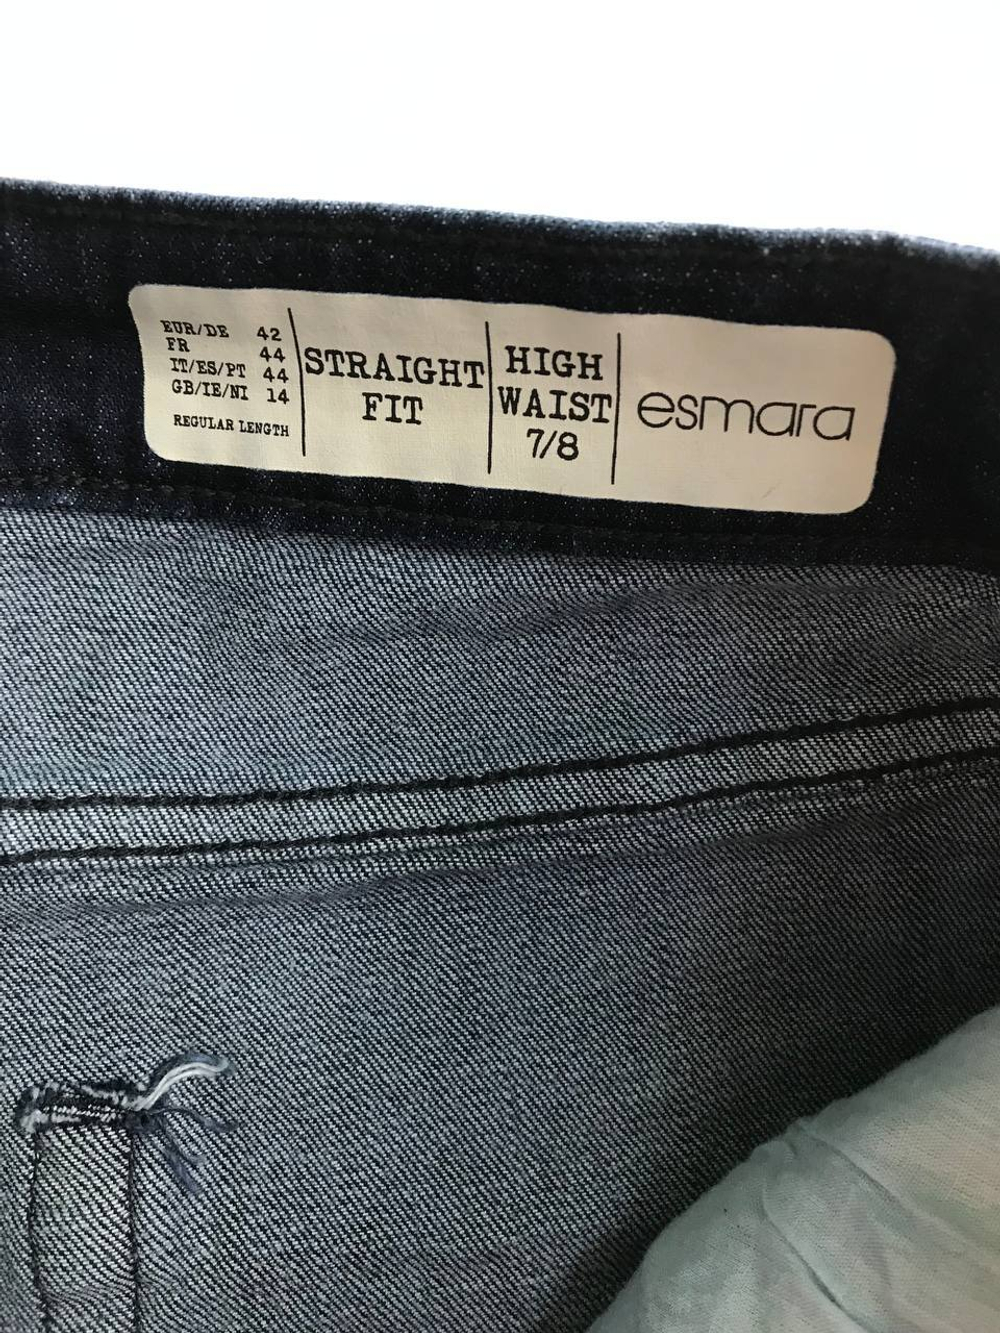 EUR/DE 42
FR 44
IT/ES/PT 44
GB/IE/NI 14
REGULAR LENGTH
STRAIGHT
FIT
HIGH
WAIST
7/8
esmara